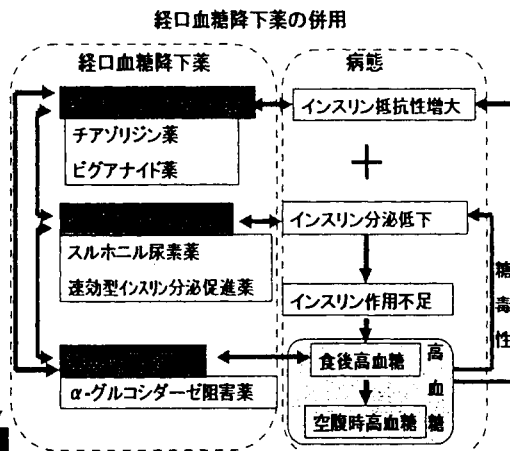 経口血糖降下薬の併用
経口血糖降下薬
チアゾリジン薬
ビグアナイド薬
スルホニル尿素薬
速効型インスリン分泌促進薬
α-グルコシダーゼ阻害薬
病態
インスリン抵抗性増大
+
インスリン分泌低下
インスリン作用不足
食後高血糖
空腹時高血糖
高血糖
糖毒性